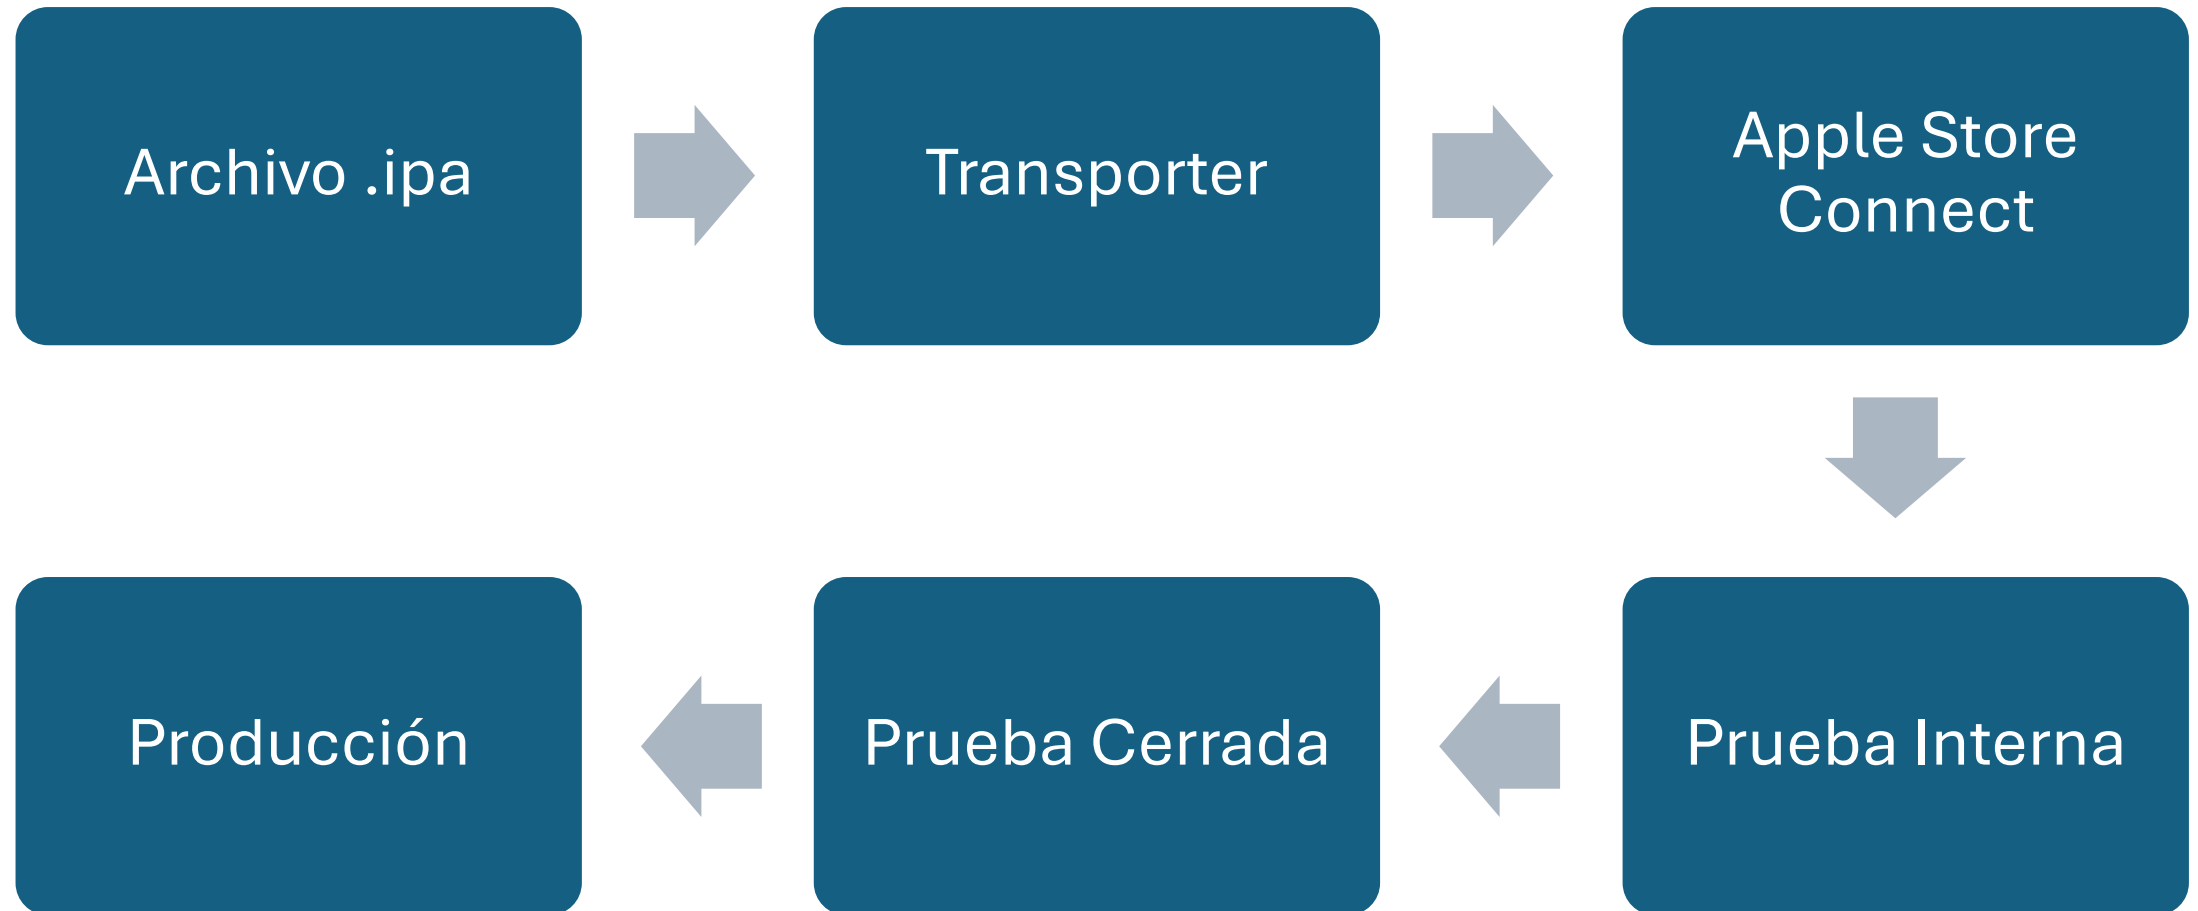 Archivo .ipa
Transporter
Apple Store
Connect
Prueba Interna
Prueba Cerrada
Producción